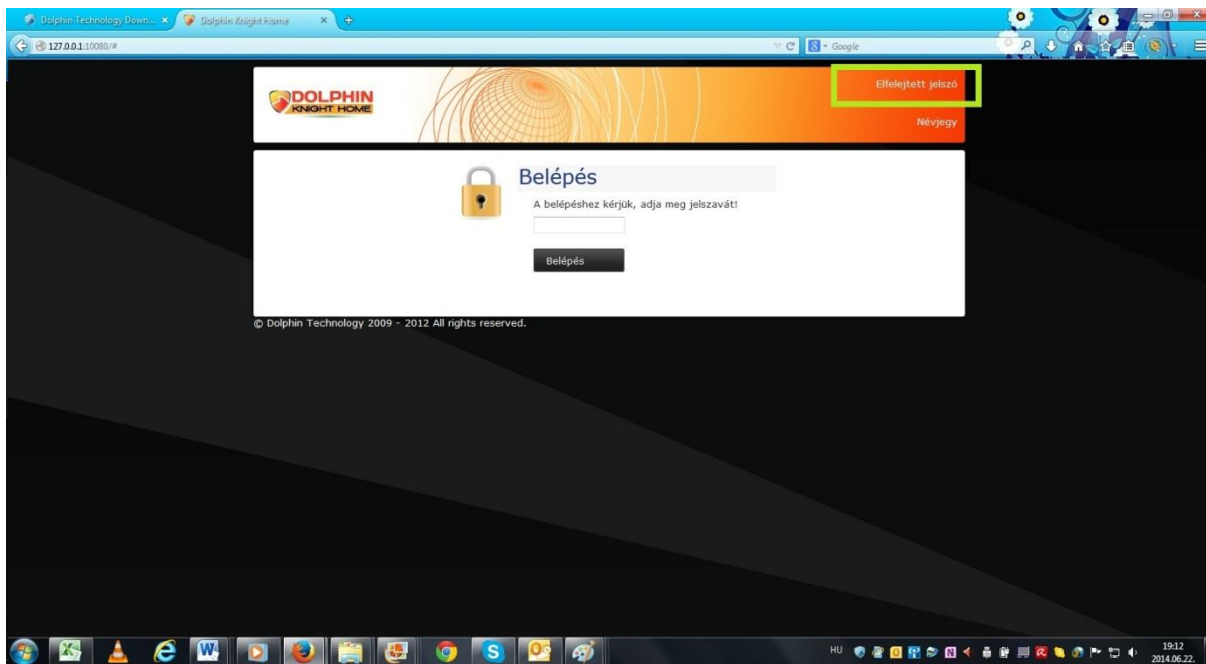 Dolphin Technology Down...
Dolphin Knight Home
127.0.0.1:10080/#
Google
DOLPHIN
KNIGHT HOME
Elfelejtett jelszó
Névjegy
Belépés
A belépéshez kérjük, adja meg jelszavát!
Belépés
© Dolphin Technology 2009 - 2012 All rights reserved.
HU
19:12
2014.06.22.